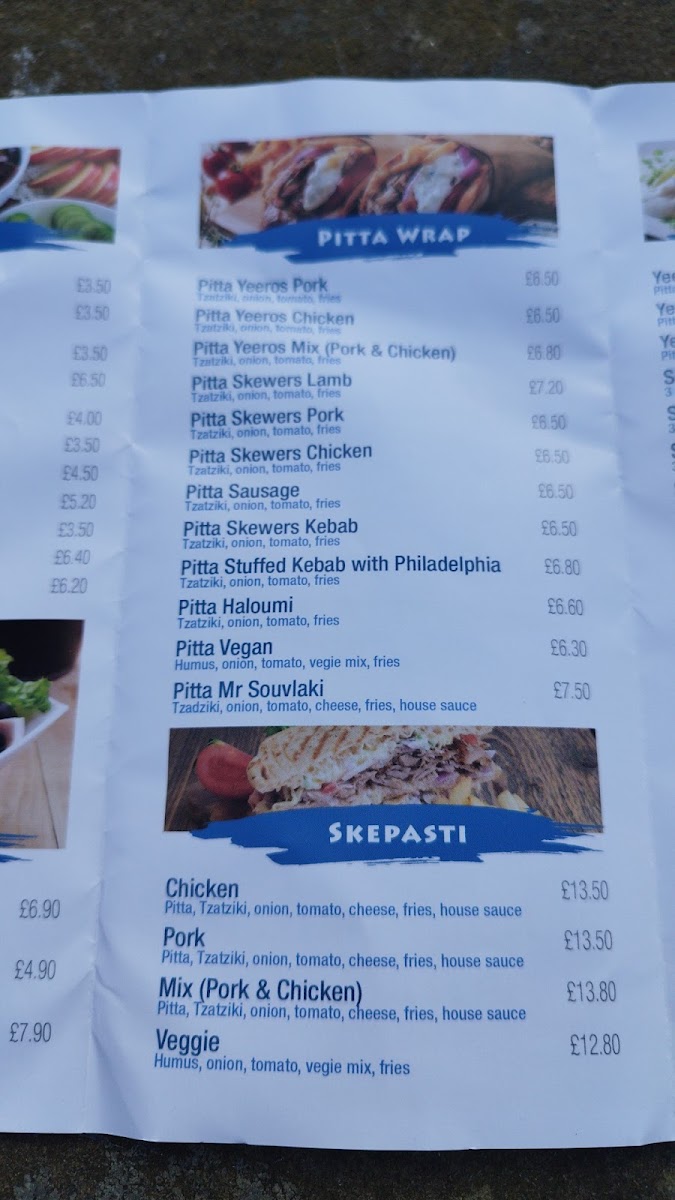 £3.50
£3.50
£3.50
£6.50
£4.00
£3.50
£4.50
£5.20
£3.50
£6.40
£6.20
£6.90
£4.90
£7.90
PITTA WRAP
Pitta Yeeros Pork £6.50
Tzatziki, onion, tomato, fries
Pitta Yeeros Chicken £6.50
Tzatziki, onion, tomato, fries
Pitta Yeeros Mix (Pork & Chicken) £6.80
Tzatziki, onion, tomato, fries
Pitta Skewers Lamb £7.20
Tzatziki, onion, tomato, fries
Pitta Skewers Pork £6.50
Tzatziki, onion, tomato, fries
Pitta Skewers Chicken £6.50
Tzatziki, onion, tomato, fries
Pitta Sausage £6.50
Tzatziki, onion, tomato, fries
Pitta Skewers Kebab £6.50
Tzatziki, onion, tomato, fries
Pitta Stuffed Kebab with Philadelphia £6.80
Tzatziki, onion, tomato, fries
Pitta Haloumi £6.60
Tzatziki, onion, tomato, fries
Pitta Vegan £6.30
Humus, onion, tomato, vegie mix, fries
Pitta Mr Souvlaki £7.50
Tzadziki, onion, tomato, cheese, fries, house sauce
SKEPASTI
Chicken £13.50
Pitta, Tzatziki, onion, tomato, cheese, fries, house sauce
Pork £13.50
Pitta, Tzatziki, onion, tomato, cheese, fries, house sauce
Mix (Pork & Chicken) £13.80
Pitta, Tzatziki, onion, tomato, cheese, fries, house sauce
Veggie £12.80
Humus, onion, tomato, vegie mix, fries